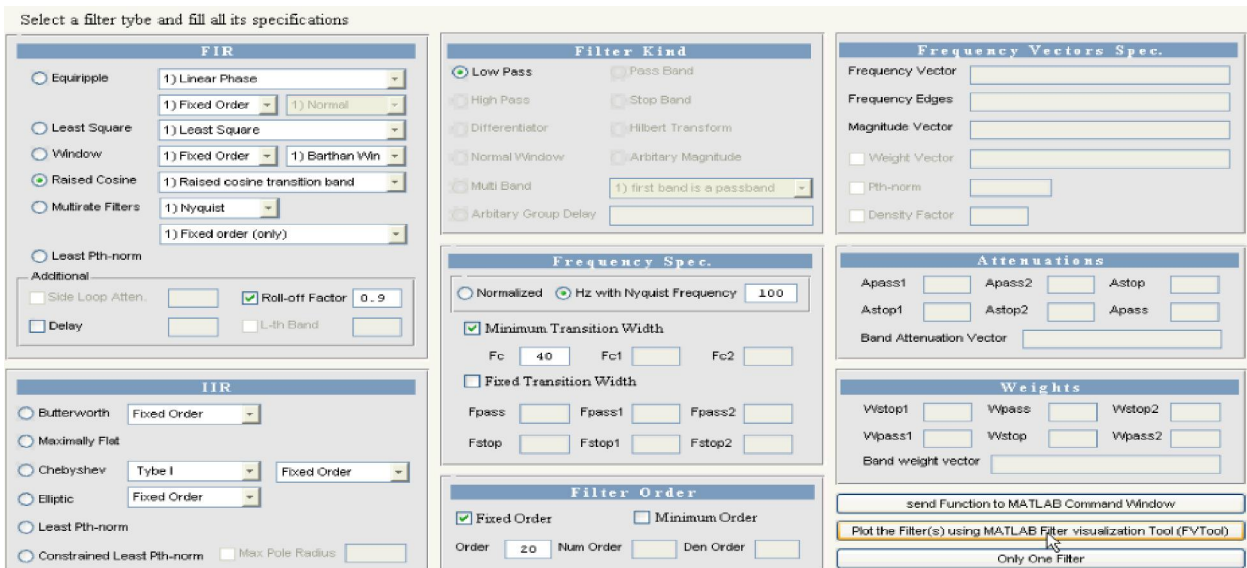 Select a filter tybe and fill all its specifications
FIR
Equiripple 1) Linear Phase
1) Fixed Order 1) Normal
Least Square 1) Least Square
Window 1) Fixed Order 1) Barthan Win
Raised Cosine 1) Raised cosine transition band
Multirate Filters 1) Nyquist
1) Fixed order (only)
Least Pth-norm
Additional
Side Loop Atten. Roll-off Factor 0.9
Delay L-th Band
IIR
Butterworth Fixed Order
Maximally Flat
Chebyshev Tybe I Fixed Order
Elliptic Fixed Order
Least Pth-norm
Constrained Least Pth-norm Max Pole Radius
Filter Kind
Low Pass Pass Band
High Pass Stop Band
Differentiator Hilbert Transform
Normal Window Arbitary Magnitude
Multi Band 1) first band is a passband
Arbitary Group Delay
Frequency Spec.
Normalized Hz with Nyquist Frequency 100
Minimum Transition Width
Fc 40 Fc1 Fc2
Fixed Transition Width
Fpass Fpass1 Fpass2
Fstop Fstop1 Fstop2
Filter Order
Fixed Order Minimum Order
Order 20 Num Order Den Order
Frequency Vectors Spec.
Frequency Vector
Frequency Edges
Magnitude Vector
Weight Vector
Pth-norm
Density Factor
Attenuations
Apass1 Apass2 Astop
Astop1 Astop2 Apass
Band Attenuation Vector
Weights
Wstop1 Wpass Wstop2
Wpass1 Wstop Wpass2
Band weight vector
send Function to MATLAB Command Window
Plot the Filter(s) using MATLAB Filter visualization Tool (FVTool)
Only One Filter